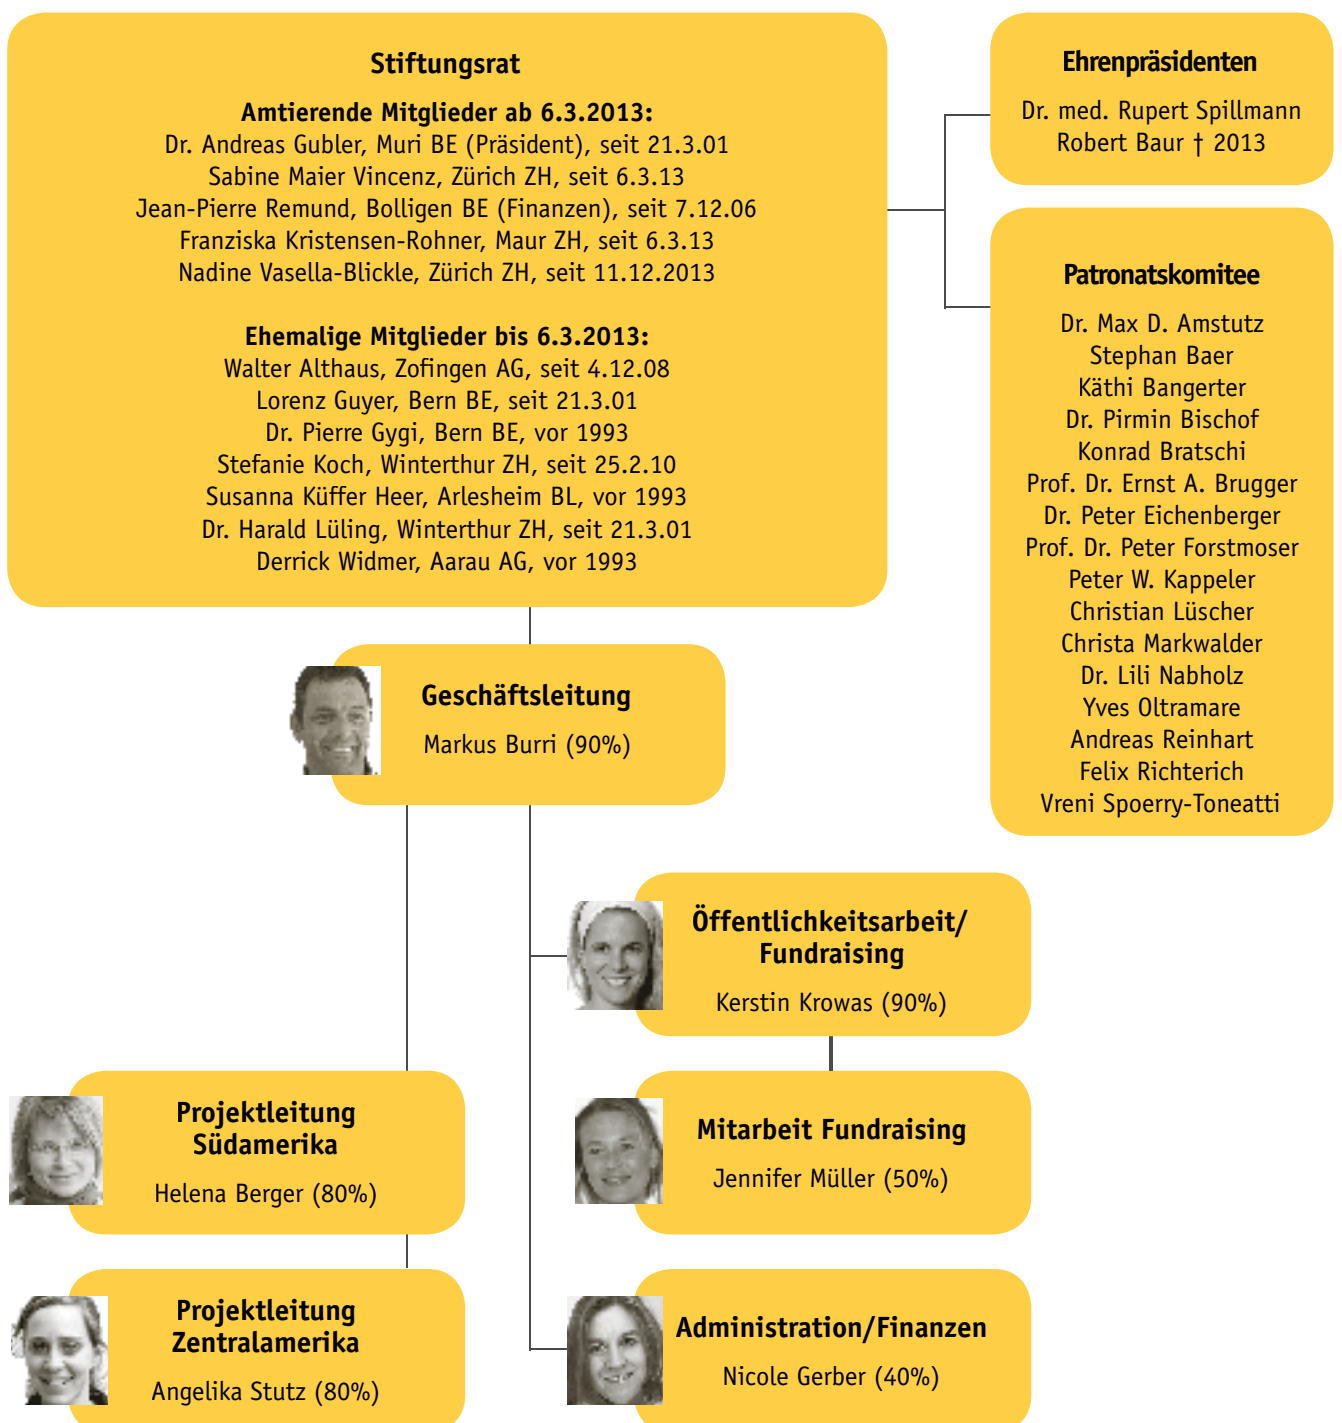 Stiftungsrat
Amtierende Mitglieder ab 6.3.2013:
Dr. Andreas Gubler, Muri BE (Präsident), seit 21.3.01
Sabine Maier Vincenz, Zürich ZH, seit 6.3.13
Jean-Pierre Remund, Bolligen BE (Finanzen), seit 7.12.06
Franziska Kristensen-Rohner, Maur ZH, seit 6.3.13
Nadine Vasella-Blickle, Zürich ZH, seit 11.12.2013
Ehemalige Mitglieder bis 6.3.2013:
Walter Althaus, Zofingen AG, seit 4.12.08
Lorenz Guyer, Bern BE, seit 21.3.01
Dr. Pierre Gygi, Bern BE, vor 1993
Stefanie Koch, Winterthur ZH, seit 25.2.10
Susanna Küffer Heer, Arlesheim BL, vor 1993
Dr. Harald Lüling, Winterthur ZH, seit 21.3.01
Derrick Widmer, Aarau AG, vor 1993
Ehrenpräsidenten
Dr. med. Rupert Spillmann
Robert Baur † 2013
Patronatskomitee
Dr. Max D. Amstutz
Stephan Baer
Käthi Bangerter
Dr. Pirmin Bischof
Konrad Bratschi
Prof. Dr. Ernst A. Brugger
Dr. Peter Eichenberger
Prof. Dr. Peter Forstmoser
Peter W. Kappeler
Christian Lüscher
Christa Markwalder
Dr. Lili Nabholz
Yves Oltramare
Andreas Reinhart
Felix Richterich
Vreni Spoerry-Toneatti
Geschäftsleitung
Markus Burri (90%)
Öffentlichkeitsarbeit/
Fundraising
Kerstin Krowas (90%)
Projektleitung
Südamerika
Helena Berger (80%)
Mitarbeit Fundraising
Jennifer Müller (50%)
Projektleitung
Zentralamerika
Angelika Stutz (80%)
Administration/Finanzen
Nicole Gerber (40%)